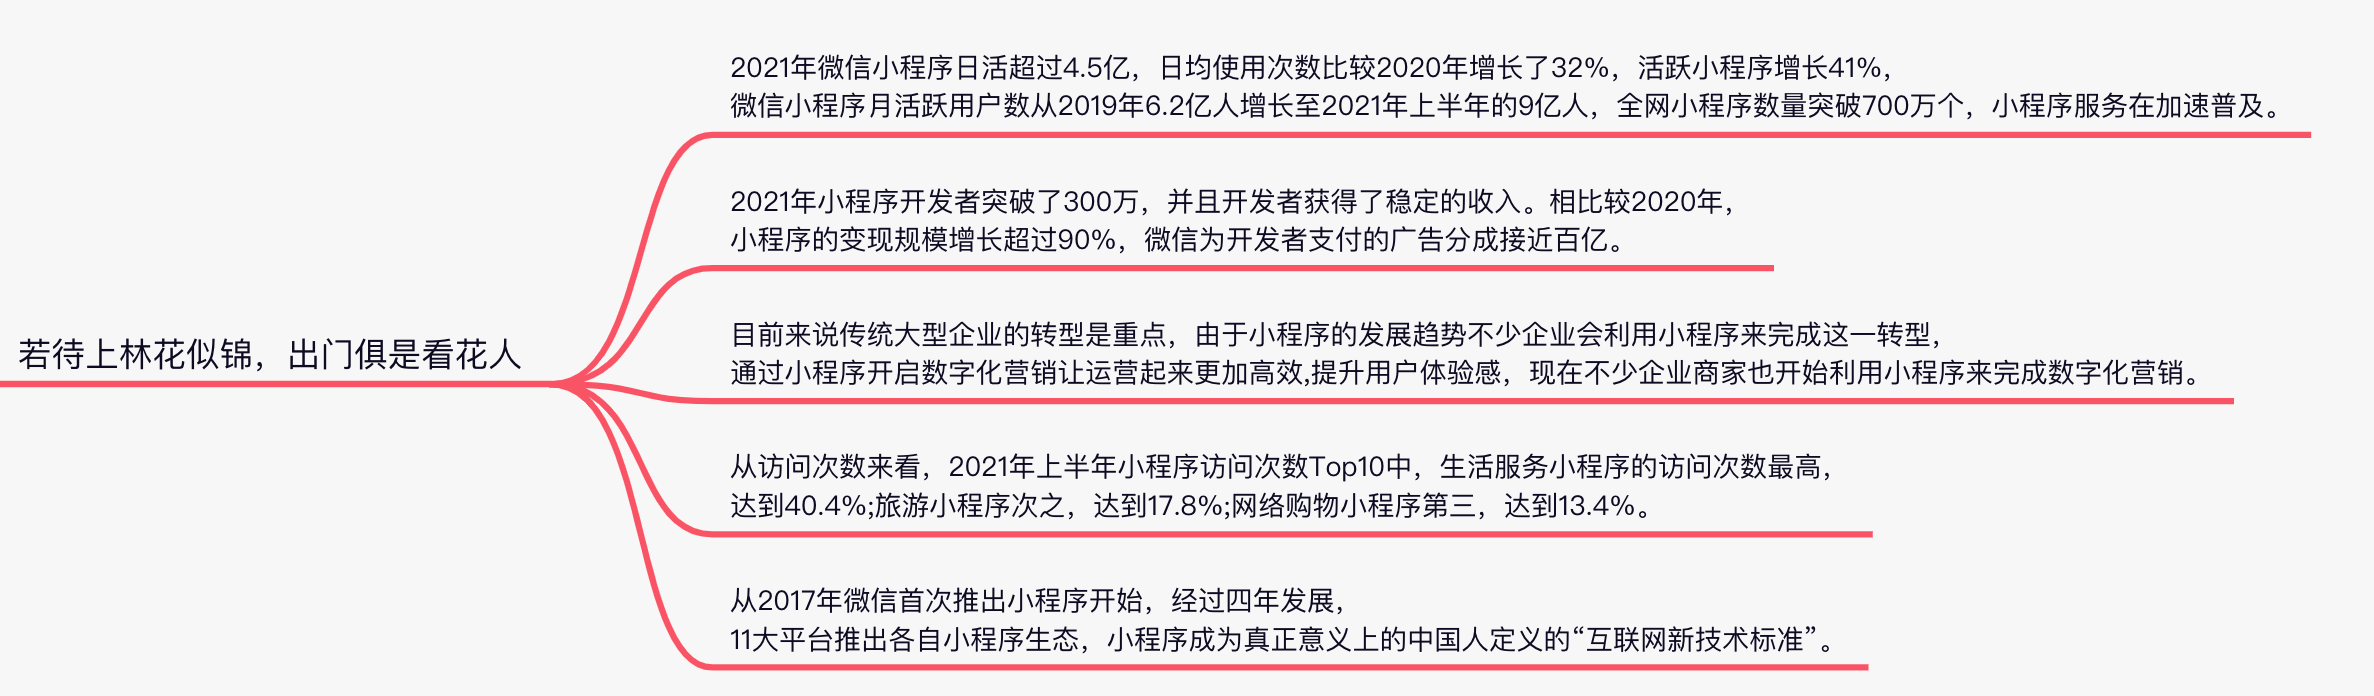 2021年微信小程序日活超过4.5亿，日均使用次数比较2020年增长了32%，活跃小程序增长41%，
微信小程序月活跃用户数从2019年6.2亿人增长至2021年上半年的9亿人，全网小程序数量突破700万个，小程序服务在加速普及。
2021年小程序开发者突破了300万，并且开发者获得了稳定的收入。相比较2020年，
小程序的变现规模增长超过90%，微信为开发者支付的广告分成接近百亿。
若待上林花似锦，出门俱是看花人
目前来说传统大型企业的转型是重点，由于小程序的发展趋势不少企业会利用小程序来完成这一转型，
通过小程序开启数字化营销让运营起来更加高效,提升用户体验感，现在不少企业商家也开始利用小程序来完成数字化营销。
从访问次数来看，2021年上半年小程序访问次数Top10中，生活服务小程序的访问次数最高，
达到40.4%;旅游小程序次之，达到17.8%;网络购物小程序第三，达到13.4%。
从2017年微信首次推出小程序开始，经过四年发展，
11大平台推出各自小程序生态，小程序成为真正意义上的中国人定义的“互联网新技术标准”。